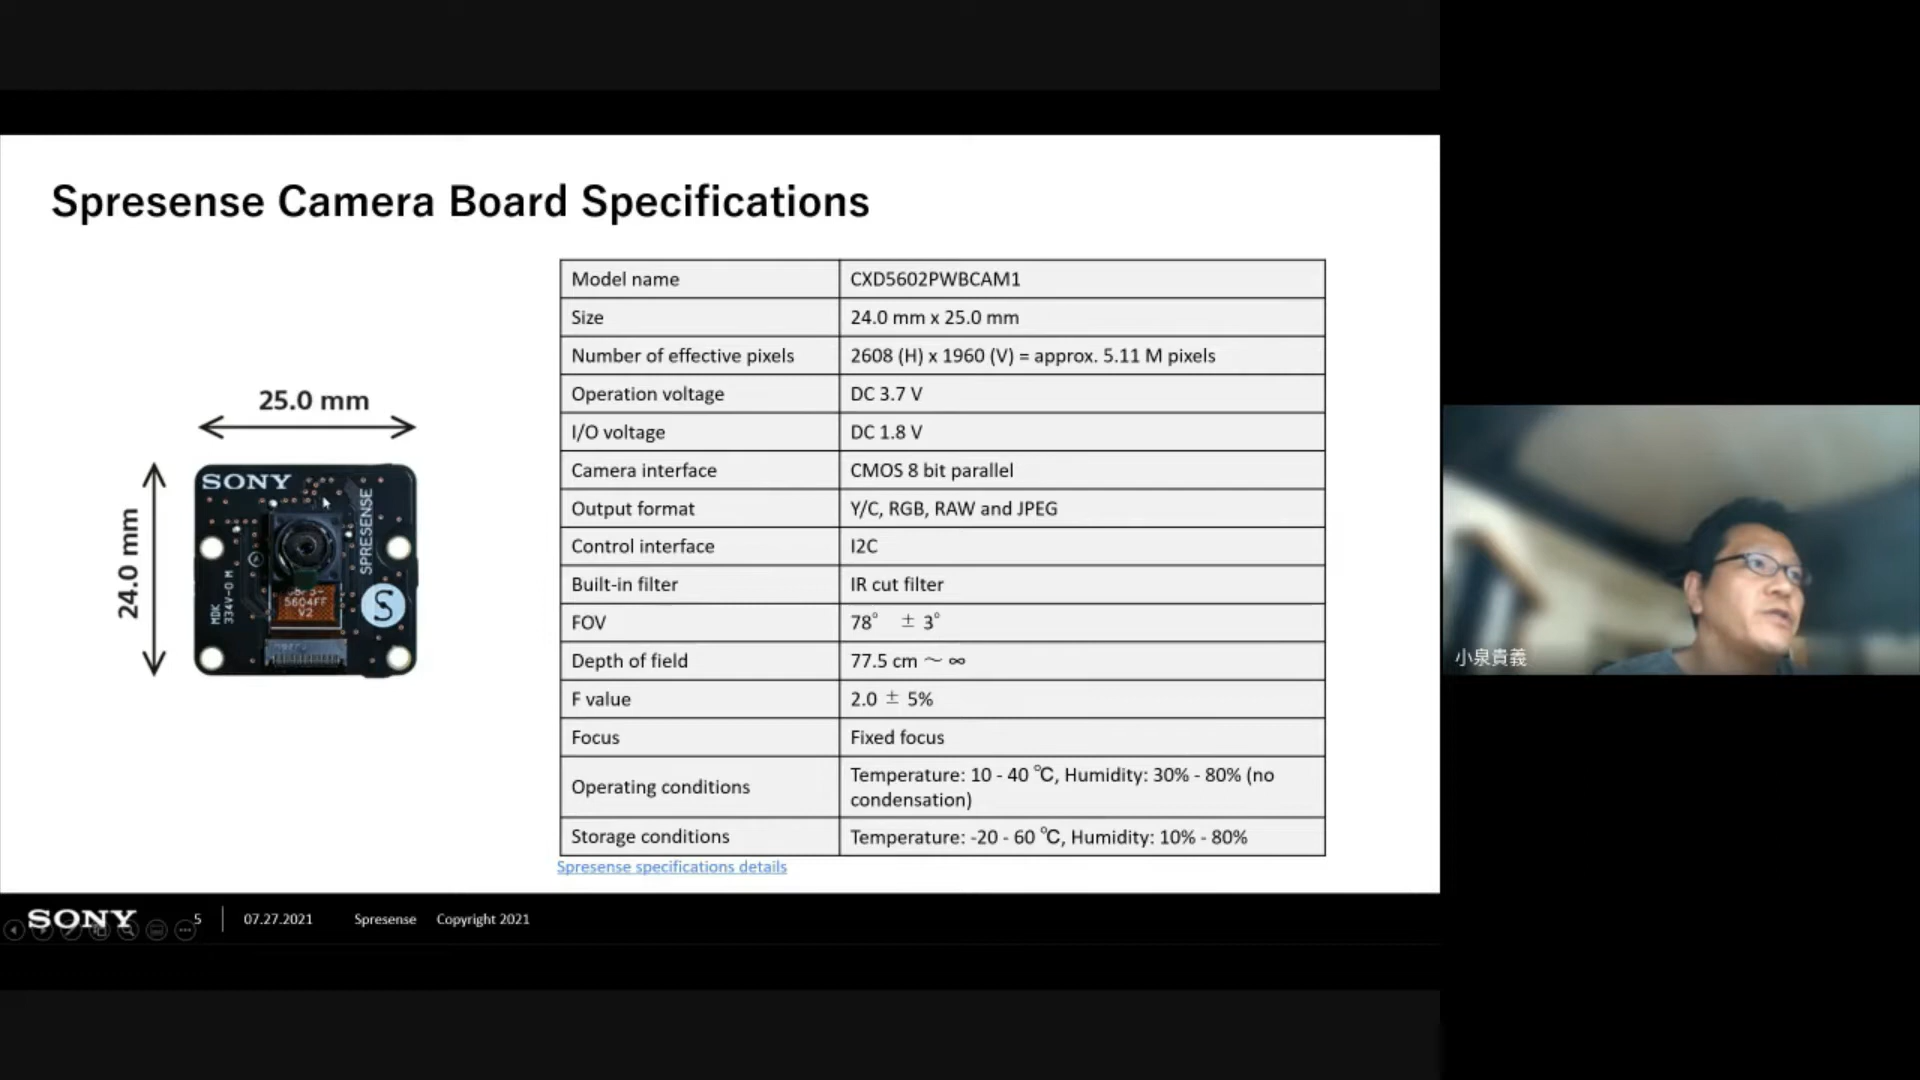 Spresense Camera Board Specifications
25.0 mm
24.0 mm
SONY
SPRESENSE
MDK
334V-0 M
5604FF
V2
S
Model name CXD5602PWBCAM1
Size 24.0 mm x 25.0 mm
Number of effective pixels 2608 (H) x 1960 (V) = approx. 5.11 M pixels
Operation voltage DC 3.7 V
I/O voltage DC 1.8 V
Camera interface CMOS 8 bit parallel
Output format Y/C, RGB, RAW and JPEG
Control interface I2C
Built-in filter IR cut filter
FOV 78° ± 3°
Depth of field 77.5 cm ～ ∞
F value 2.0 ± 5%
Focus Fixed focus
Operating conditions Temperature: 10 - 40 ℃, Humidity: 30% - 80% (no
condensation)
Storage conditions Temperature: -20 - 60 ℃, Humidity: 10% - 80%
Spresense specifications details
小泉貴義
SONY 5 07.27.2021 Spresense Copyright 2021